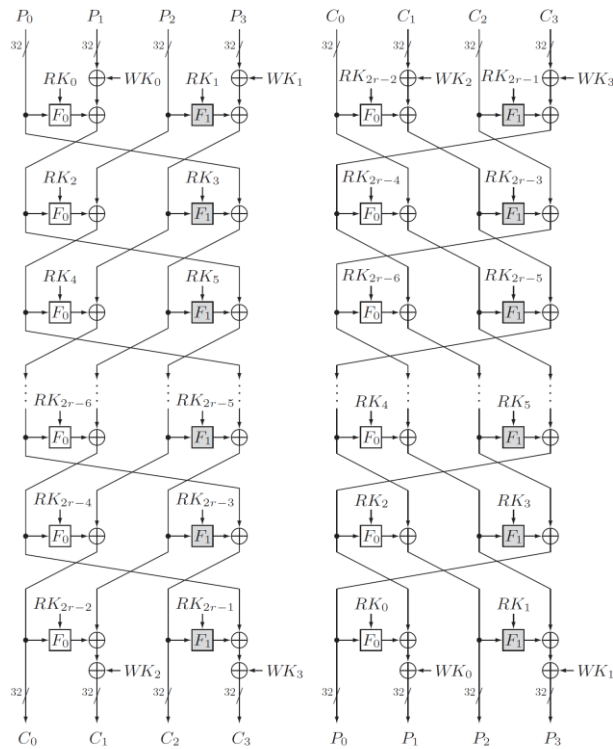 P₀ P₁ P₂ P₃ C₀ C₁ C₂ C₃
32 32 32 32 32 32 32 32
RK₀ WK₀ RK₁ WK₁ RK₂ᵣ₋₂ WK₂ RK₂ᵣ₋₁ WK₃
F₀ F₁ F₀ F₁
RK₂ RK₃ RK₂ᵣ₋₄ RK₂ᵣ₋₃
F₀ F₁ F₀ F₁
RK₄ RK₅ RK₂ᵣ₋₆ RK₂ᵣ₋₅
F₀ F₁ F₀ F₁
RK₂ᵣ₋₆ RK₂ᵣ₋₅ RK₄ RK₅
F₀ F₁ F₀ F₁
RK₂ᵣ₋₄ RK₂ᵣ₋₃ RK₂ RK₃
F₀ F₁ F₀ F₁
RK₂ᵣ₋₂ RK₂ᵣ₋₁ RK₀ RK₁
F₀ F₁ F₀ F₁
WK₂ WK₃ WK₀ WK₁
32 32 32 32 32 32 32 32
C₀ C₁ C₂ C₃ P₀ P₁ P₂ P₃